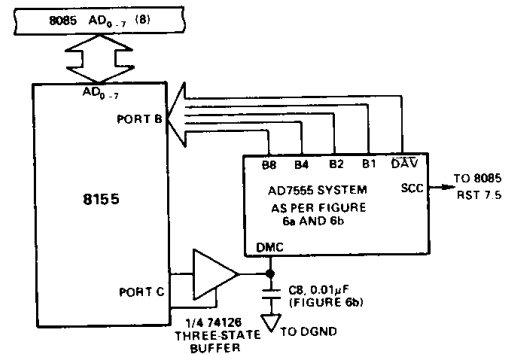 8085 AD0-7 (8)
AD0-7
PORT B
8155
B8 B4 B2 B1 DAV
AD7555 SYSTEM
AS PER FIGURE
6a AND 6b
SCC
TO 8085
RST 7.5
DMC
PORT C
C8, 0.01μF
(FIGURE 6b)
1/4 74126
THREE-STATE
BUFFER
TO DGND